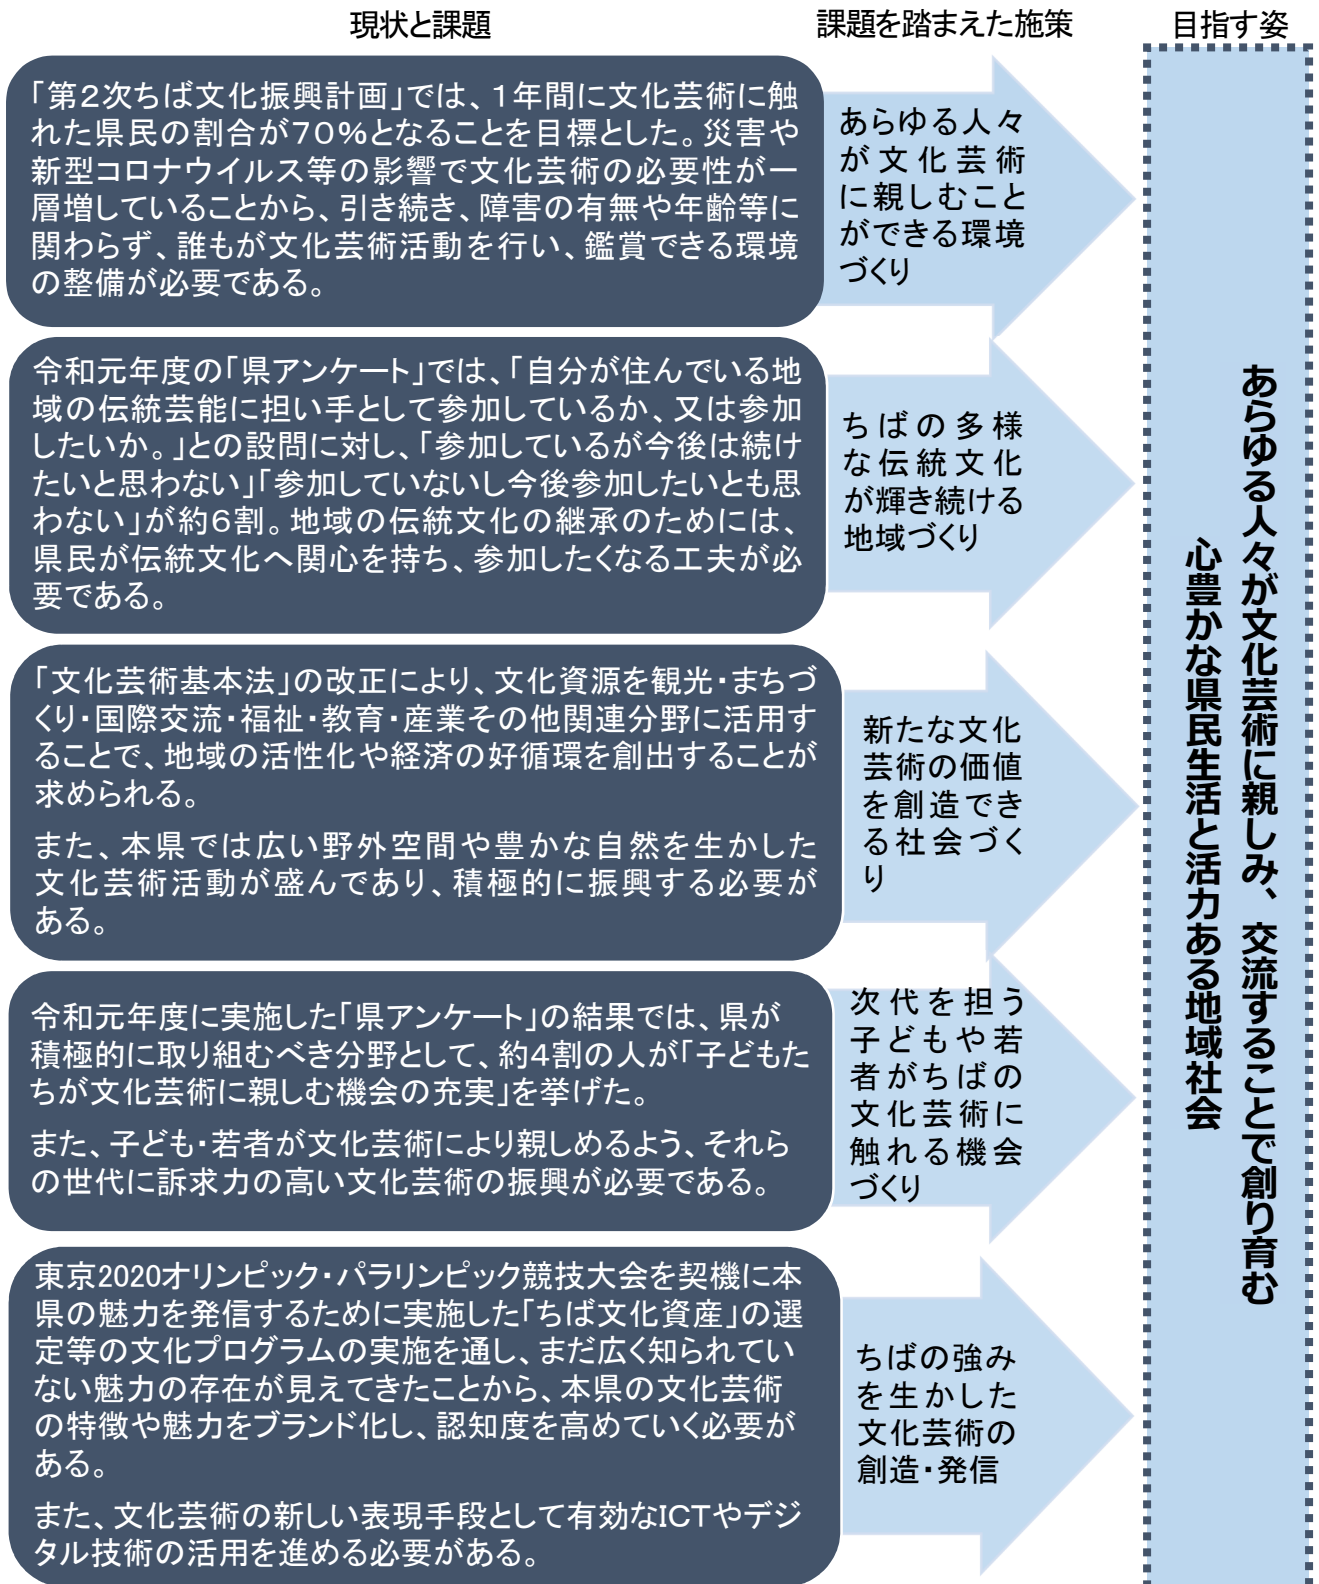 現状と課題
課題を踏まえた施策
目指す姿
「第2次ちば文化振興計画」では、1年間に文化芸術に触
れた県民の割合が70%となることを目標とした。災害や
新型コロナウイルス等の影響で文化芸術の必要性が一
層増していることから、引き続き、障害の有無や年齢等に
関わらず、誰もが文化芸術活動を行い、鑑賞できる環境
の整備が必要である。
あらゆる人々
が文化芸術
に親しむこと
ができる環境
づくり
令和元年度の「県アンケート」では、「自分が住んでいる地
域の伝統芸能に担い手として参加しているか、又は参加
したいか。」との設問に対し、「参加しているが今後は続け
たいと思わない」「参加していないし今後参加したいとも思
わない」が約6割。地域の伝統文化の継承のためには、
県民が伝統文化へ関心を持ち、参加したくなる工夫が必
要である。
ちばの多様
な伝統文化
が輝き続ける
地域づくり
「文化芸術基本法」の改正により、文化資源を観光・まちづ
くり・国際交流・福祉・教育・産業その他関連分野に活用す
ることで、地域の活性化や経済の好循環を創出することが
求められる。
また、本県では広い野外空間や豊かな自然を生かした
文化芸術活動が盛んであり、積極的に振興する必要が
ある。
新たな文化
芸術の価値
を創造でき
る社会づく
り
令和元年度に実施した「県アンケート」の結果では、県が
積極的に取り組むべき分野として、約4割の人が「子どもた
ちが文化芸術に親しむ機会の充実」を挙げた。
また、子ども・若者が文化芸術により親しめるよう、それら
の世代に訴求力の高い文化芸術の振興が必要である。
次代を担う
子どもや若
者がちばの
文化芸術に
触れる機会
づくり
東京2020オリンピック・パラリンピック競技大会を契機に本
県の魅力を発信するために実施した「ちば文化資産」の選
定等の文化プログラムの実施を通し、まだ広く知られてい
ない魅力の存在が見えてきたことから、本県の文化芸術
の特徴や魅力をブランド化し、認知度を高めていく必要が
ある。
また、文化芸術の新しい表現手段として有効なICTやデジ
タル技術の活用を進める必要がある。
ちばの強み
を生かした
文化芸術の
創造・発信
あらゆる人々が文化芸術に親しみ、交流することで創り育む
心豊かな県民生活と活力ある地域社会